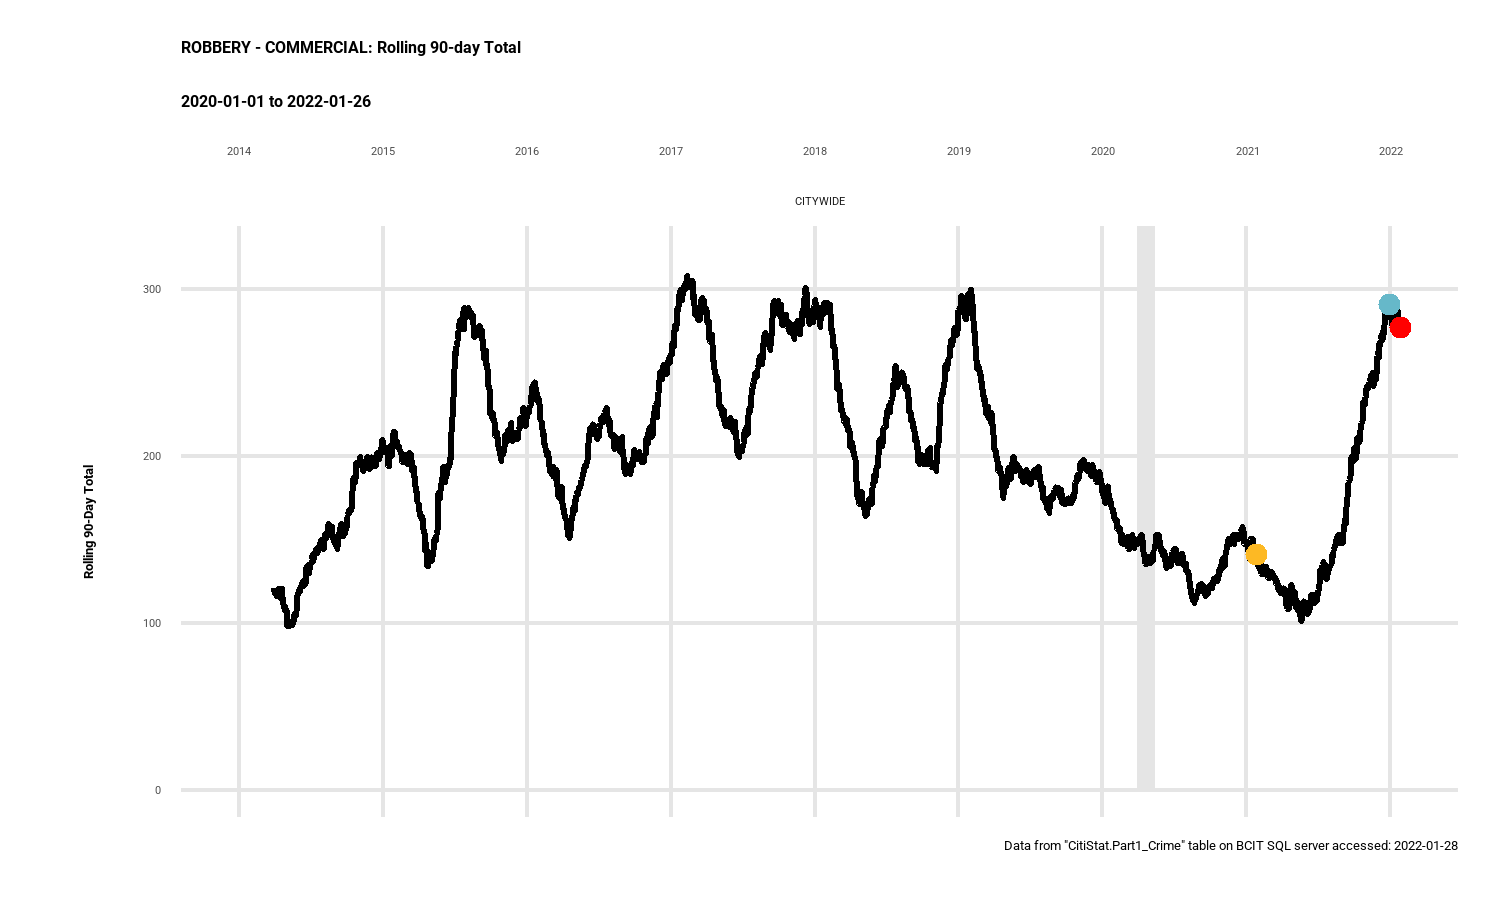 ROBBERY - COMMERCIAL: Rolling 90-day Total
2020-01-01 to 2022-01-26
2014 2015 2016 2017 2018 2019 2020 2021 2022
CITYWIDE
300
200
100
0
Rolling 90-Day Total
Data from "CitiStat.Part1_Crime" table on BCIT SQL server accessed: 2022-01-28